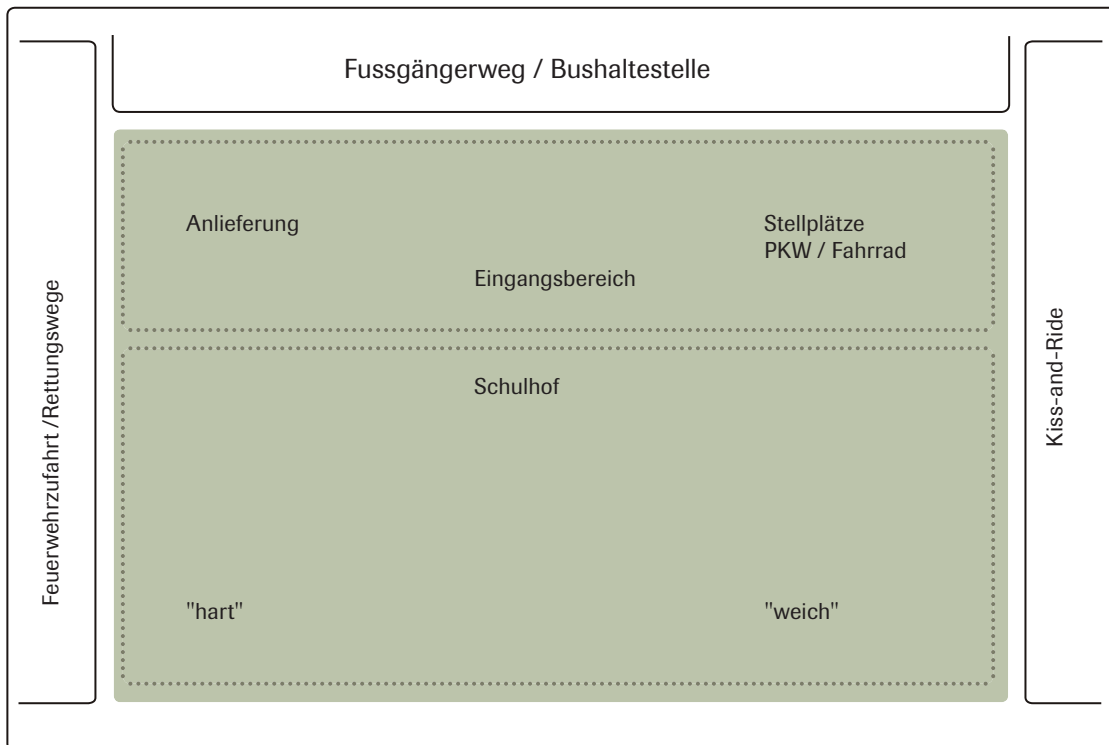 Fussgängerweg / Bushaltestelle
Feuerwehrzufahrt /Rettungswege
Anlieferung
Stellplätze
PKW / Fahrrad
Eingangsbereich
Schulhof
"hart"
"weich"
Kiss-and-Ride